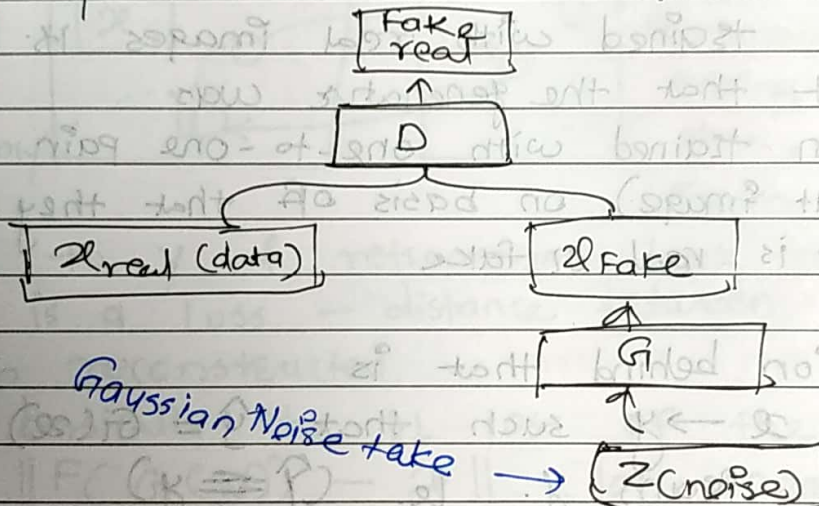 Fake
real
D
xreal (data)
xFake
G
Gaussian Noise take → Z(noise)